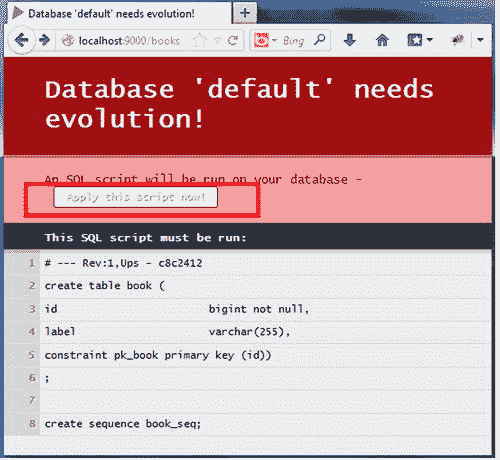 Database 'default' needs evolution!
localhost:9000/books
Bing
Database 'default' needs
evolution!
An SQL script will be run on your database -
Apply this script now!
This SQL script must be run:
1 # --- Rev:1,Ups - c8c2412
2 create table book (
3 id bigint not null,
4 label varchar(255),
5 constraint pk_book primary key (id))
6 ;
7
8 create sequence book_seq;